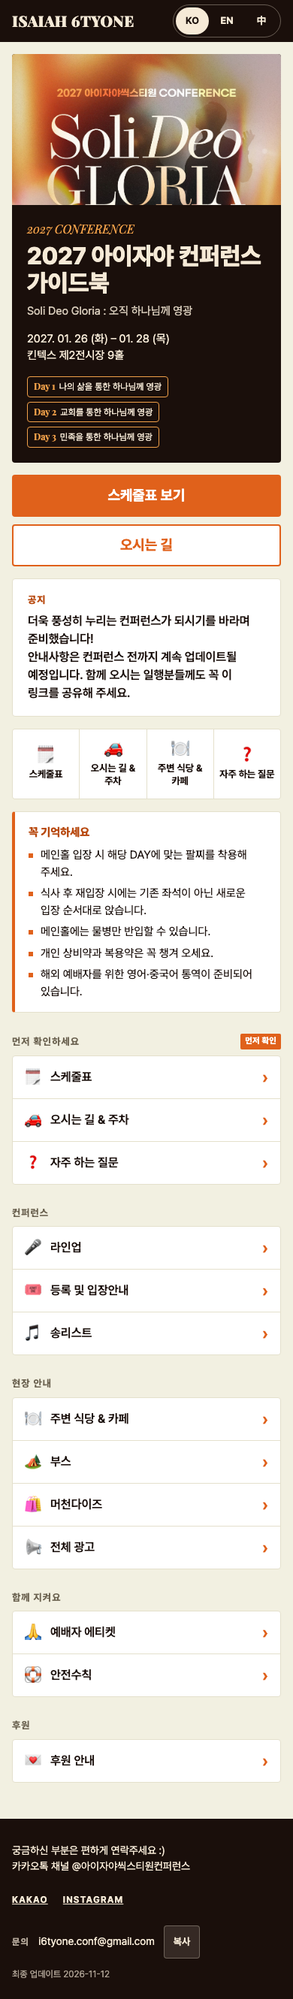 ISAIAH 6TYONE
KO EN 中
2027 아이자야씩스티원 CONFERENCE
Soli Deo
GLORIA
2027 CONFERENCE
2027 아이자야 컨퍼런스
가이드북
Soli Deo Gloria : 오직 하나님께 영광
2027. 01. 26 (화) – 01. 28 (목)
킨텍스 제2전시장 9홀
Day 1 나의 삶을 통한 하나님께 영광
Day 2 교회를 통한 하나님께 영광
Day 3 민족을 통한 하나님께 영광
스케줄표 보기
오시는 길
공지
더욱 풍성히 누리는 컨퍼런스가 되시기를 바라며
준비했습니다!
안내사항은 컨퍼런스 전까지 계속 업데이트될
예정입니다. 함께 오시는 일행분들께도 꼭 이
링크를 공유해 주세요.
스케줄표
오시는 길 &
주차
주변 식당 &
카페
자주 하는 질문
꼭 기억하세요
메인홀 입장 시 해당 DAY에 맞는 팔찌를 착용해
주세요.
식사 후 재입장 시에는 기존 좌석이 아닌 새로운
입장 순서대로 앉습니다.
메인홀에는 물병만 반입할 수 있습니다.
개인 상비약과 복용약은 꼭 챙겨 오세요.
해외 예배자를 위한 영어·중국어 통역이 준비되어
있습니다.
먼저 확인하세요
먼저 확인
스케줄표
오시는 길 & 주차
자주 하는 질문
컨퍼런스
라인업
등록 및 입장안내
송리스트
현장 안내
주변 식당 & 카페
부스
머천다이즈
전체 광고
함께 지켜요
예배자 에티켓
안전수칙
후원
후원 안내
궁금하신 부분은 편하게 연락주세요 :)
카카오톡 채널 @아이자야씩스티원컨퍼런스
KAKAO INSTAGRAM
문의 i6tyone.conf@gmail.com 복사
최종 업데이트 2026-11-12